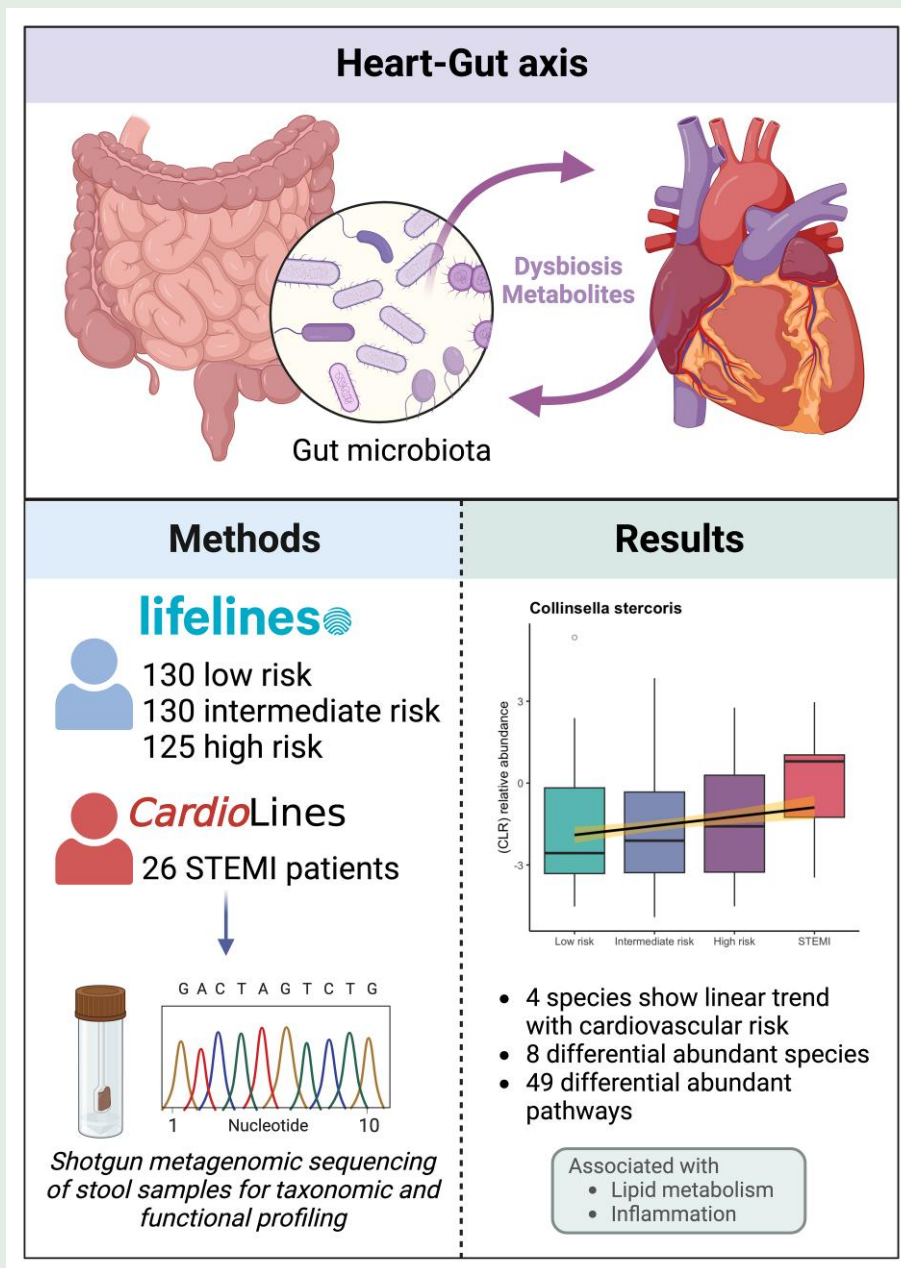 Heart-Gut axis
Dysbiosis
Metabolites
Gut microbiota
Methods
lifelines
130 low risk
130 intermediate risk
125 high risk
CardioLines
26 STEMI patients
G A C T A G T C T G
1
Nucleotide
10
Shotgun metagenomic sequencing
of stool samples for taxonomic and
functional profiling
Results
Collinsella stercoris
(CLR) relative abundance
3
0
-3
Low risk
Intermediate risk
High risk
STEMI
• 4 species show linear trend
with cardiovascular risk
• 8 differential abundant species
• 49 differential abundant
pathways
Associated with
• Lipid metabolism
• Inflammation